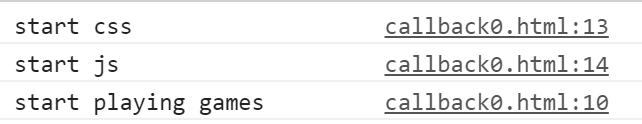 start css callback0.html:13
start js callback0.html:14
start playing games callback0.html:10